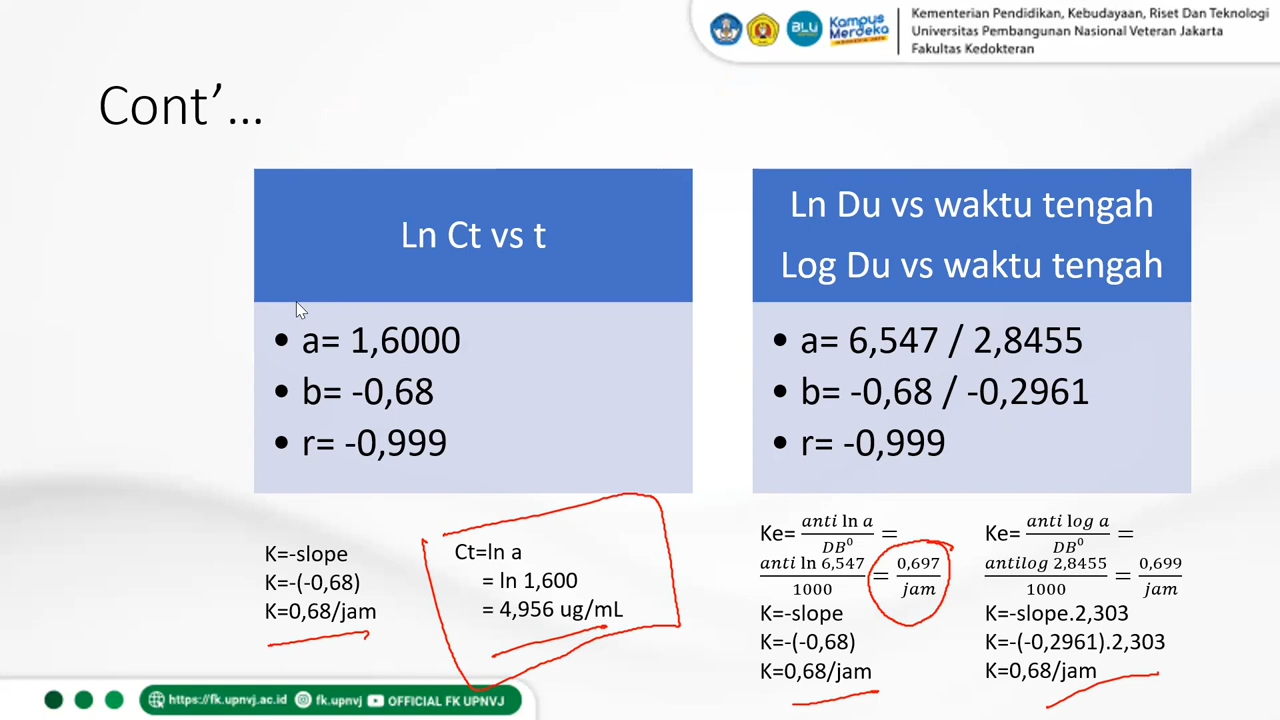 BLU
Kampus
Merdeka
Kementerian Pendidikan, Kebudayaan, Riset Dan Teknologi
Universitas Pembangunan Nasional Veteran Jakarta
Fakultas Kedokteran
Cont’…
Ln Ct vs t
• a= 1,6000
• b= -0,68
• r= -0,999
Ln Du vs waktu tengah
Log Du vs waktu tengah
• a= 6,547 / 2,8455
• b= -0,68 / -0,2961
• r= -0,999
K=-slope
K=-(-0,68)
K=0,68/jam
Ct=ln a
= ln 1,600
= 4,956 ug/mL
Ke= anti ln a / DB⁰ =
anti ln 6,547 / 1000 = 0,697 / jam
K=-slope
K=-(-0,68)
K=0,68/jam
Ke= anti log a / DB⁰ =
antilog 2,8455 / 1000 = 0,699 / jam
K=-slope.2,303
K=-(-0,2961).2,303
K=0,68/jam
https://fk.upnvj.ac.id fk.upnvj OFFICIAL FK UPNVJ